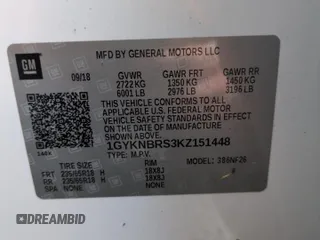 GM
MFD BY GENERAL MOTORS LLC
09/18 GVWR GAWR FRT GAWR RR
2722 KG 1350 KG 1450 KG
6001 LB 2976 LB 3196 LB
THIS VEHICLE CONFORMS TO ALL
APPLICABLE U.S. FEDERAL MOTOR
VEHICLE SAFETY
STANDARDS IN EFFECT ON THE DATE OF
MANUFACTURE SHOWN ABOVE.
1GYKNBRS3KZ151448
TYPE: M.P.V. MODEL:
TIRE SIZE RIM
FRT 235/65R18 H 18X8J
RR 235/65R18 H 18X8J
SPA NONE NONE
DREAMBID